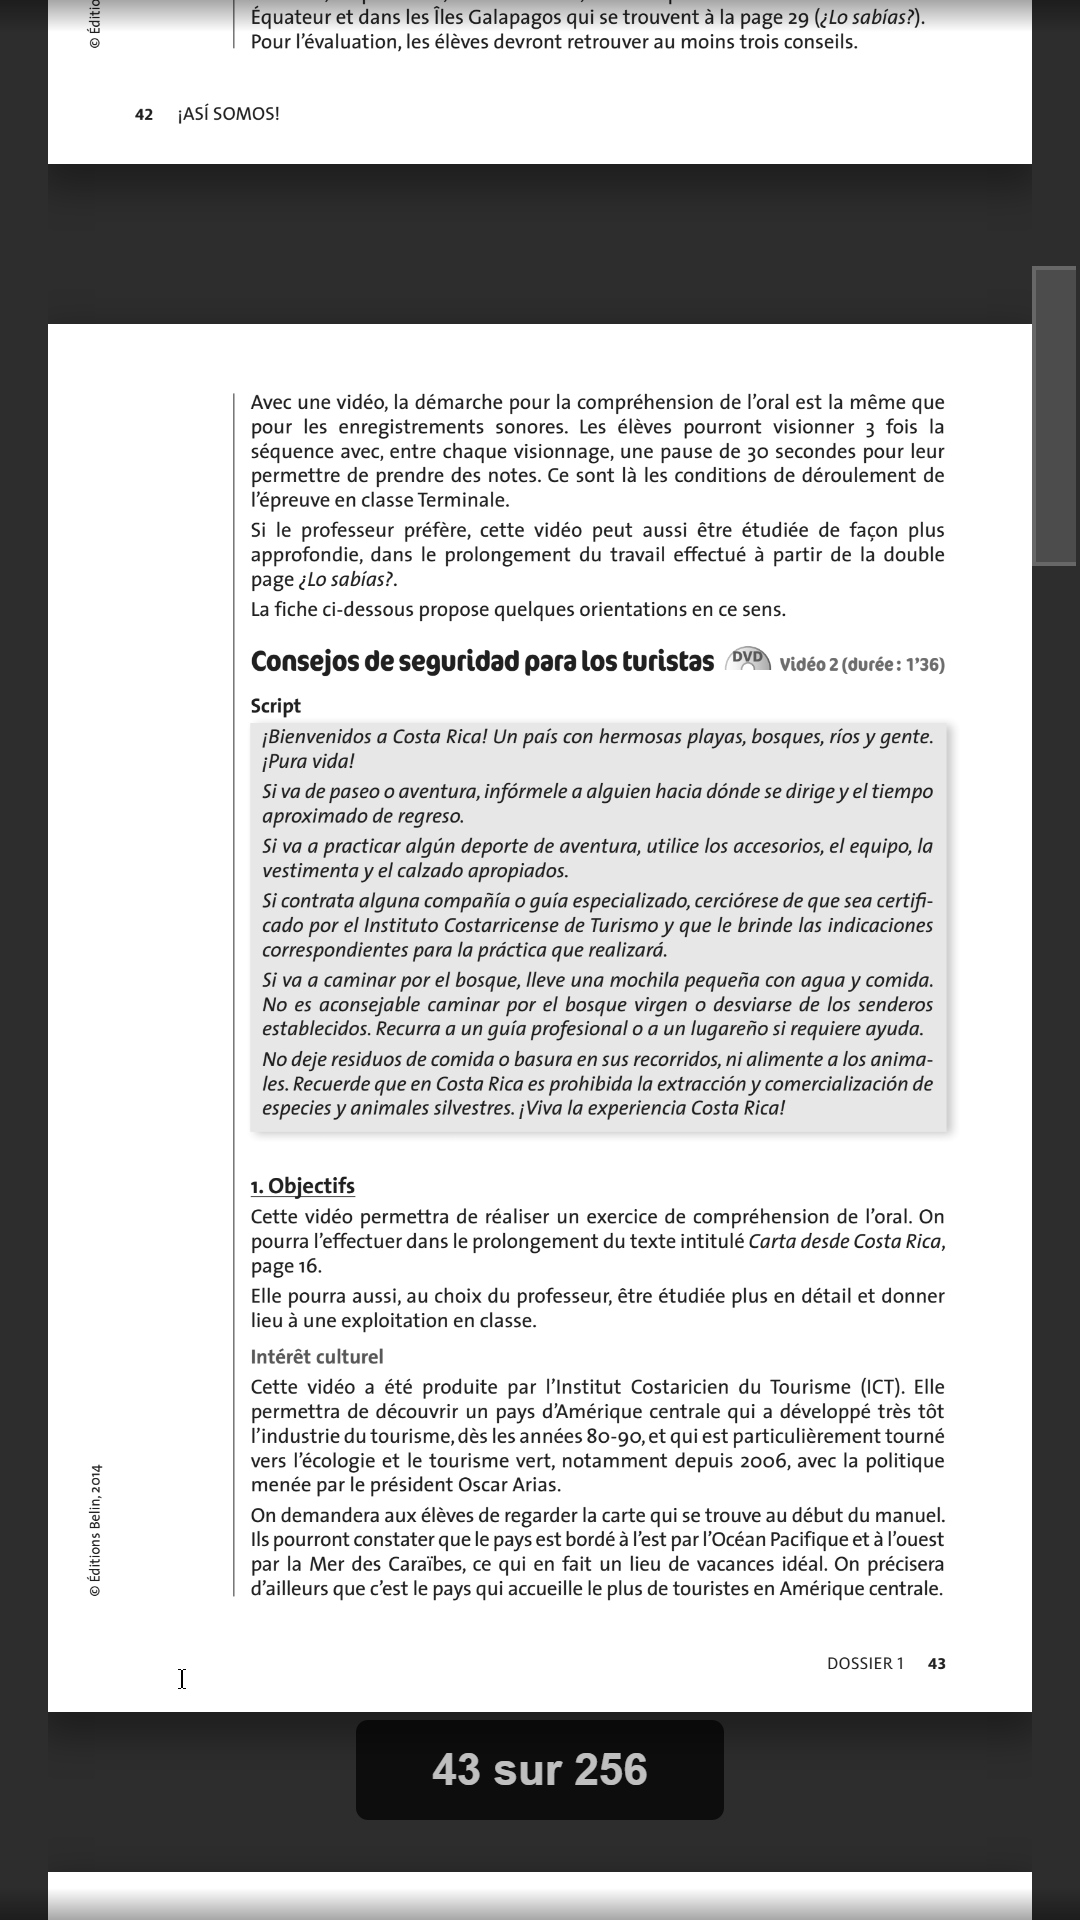 Équateur et dans les Îles Galapagos qui se trouvent à la page 29 (¿Lo sabías?).
Pour l'évaluation, les élèves devront retrouver au moins trois conseils.
© Éditio
42 ¡ASÍ SOMOS!
Avec une vidéo, la démarche pour la compréhension de l'oral est la même que
pour les enregistrements sonores. Les élèves pourront visionner 3 fois la
séquence avec, entre chaque visionnage, une pause de 30 secondes pour leur
permettre de prendre des notes. Ce sont là les conditions de déroulement de
l'épreuve en classe Terminale.
Si le professeur préfère, cette vidéo peut aussi être étudiée de façon plus
approfondie, dans le prolongement du travail effectué à partir de la double
page ¿Lo sabías?.
La fiche ci-dessous propose quelques orientations en ce sens.
Consejos de seguridad para los turistas DVD Vidéo 2 (durée : 1'36)
Script
¡Bienvenidos a Costa Rica! Un país con hermosas playas, bosques, ríos y gente.
¡Pura vida!
Si va de paseo o aventura, infórmele a alguien hacia dónde se dirige y el tiempo
aproximado de regreso.
Si va a practicar algún deporte de aventura, utilice los accesorios, el equipo, la
vestimenta y el calzado apropiados.
Si contrata alguna compañía o guía especializado, cerciórese de que sea certifi-
cado por el Instituto Costarricense de Turismo y que le brinde las indicaciones
correspondientes para la práctica que realizará.
Si va a caminar por el bosque, lleve una mochila pequeña con agua y comida.
No es aconsejable caminar por el bosque virgen o desviarse de los senderos
establecidos. Recurra a un guía profesional o a un lugareño si requiere ayuda.
No deje residuos de comida o basura en sus recorridos, ni alimente a los anima-
les. Recuerde que en Costa Rica es prohibida la extracción y comercialización de
especies y animales silvestres. ¡Viva la experiencia Costa Rica!
1. Objectifs
Cette vidéo permettra de réaliser un exercice de compréhension de l'oral. On
pourra l'effectuer dans le prolongement du texte intitulé Carta desde Costa Rica,
page 16.
Elle pourra aussi, au choix du professeur, être étudiée plus en détail et donner
lieu à une exploitation en classe.
Intérêt culturel
Cette vidéo a été produite par l'Institut Costaricien du Tourisme (ICT). Elle
permettra de découvrir un pays d'Amérique centrale qui a développé très tôt
l'industrie du tourisme, dès les années 80-90, et qui est particulièrement tourné
vers l'écologie et le tourisme vert, notamment depuis 2006, avec la politique
menée par le président Oscar Arias.
On demandera aux élèves de regarder la carte qui se trouve au début du manuel.
Ils pourront constater que le pays est bordé à l'est par l'Océan Pacifique et à l'ouest
par la Mer des Caraïbes, ce qui en fait un lieu de vacances idéal. On précisera
d'ailleurs que c'est le pays qui accueille le plus de touristes en Amérique centrale.
© Éditions Belin, 2014
DOSSIER 1 43
43 sur 256